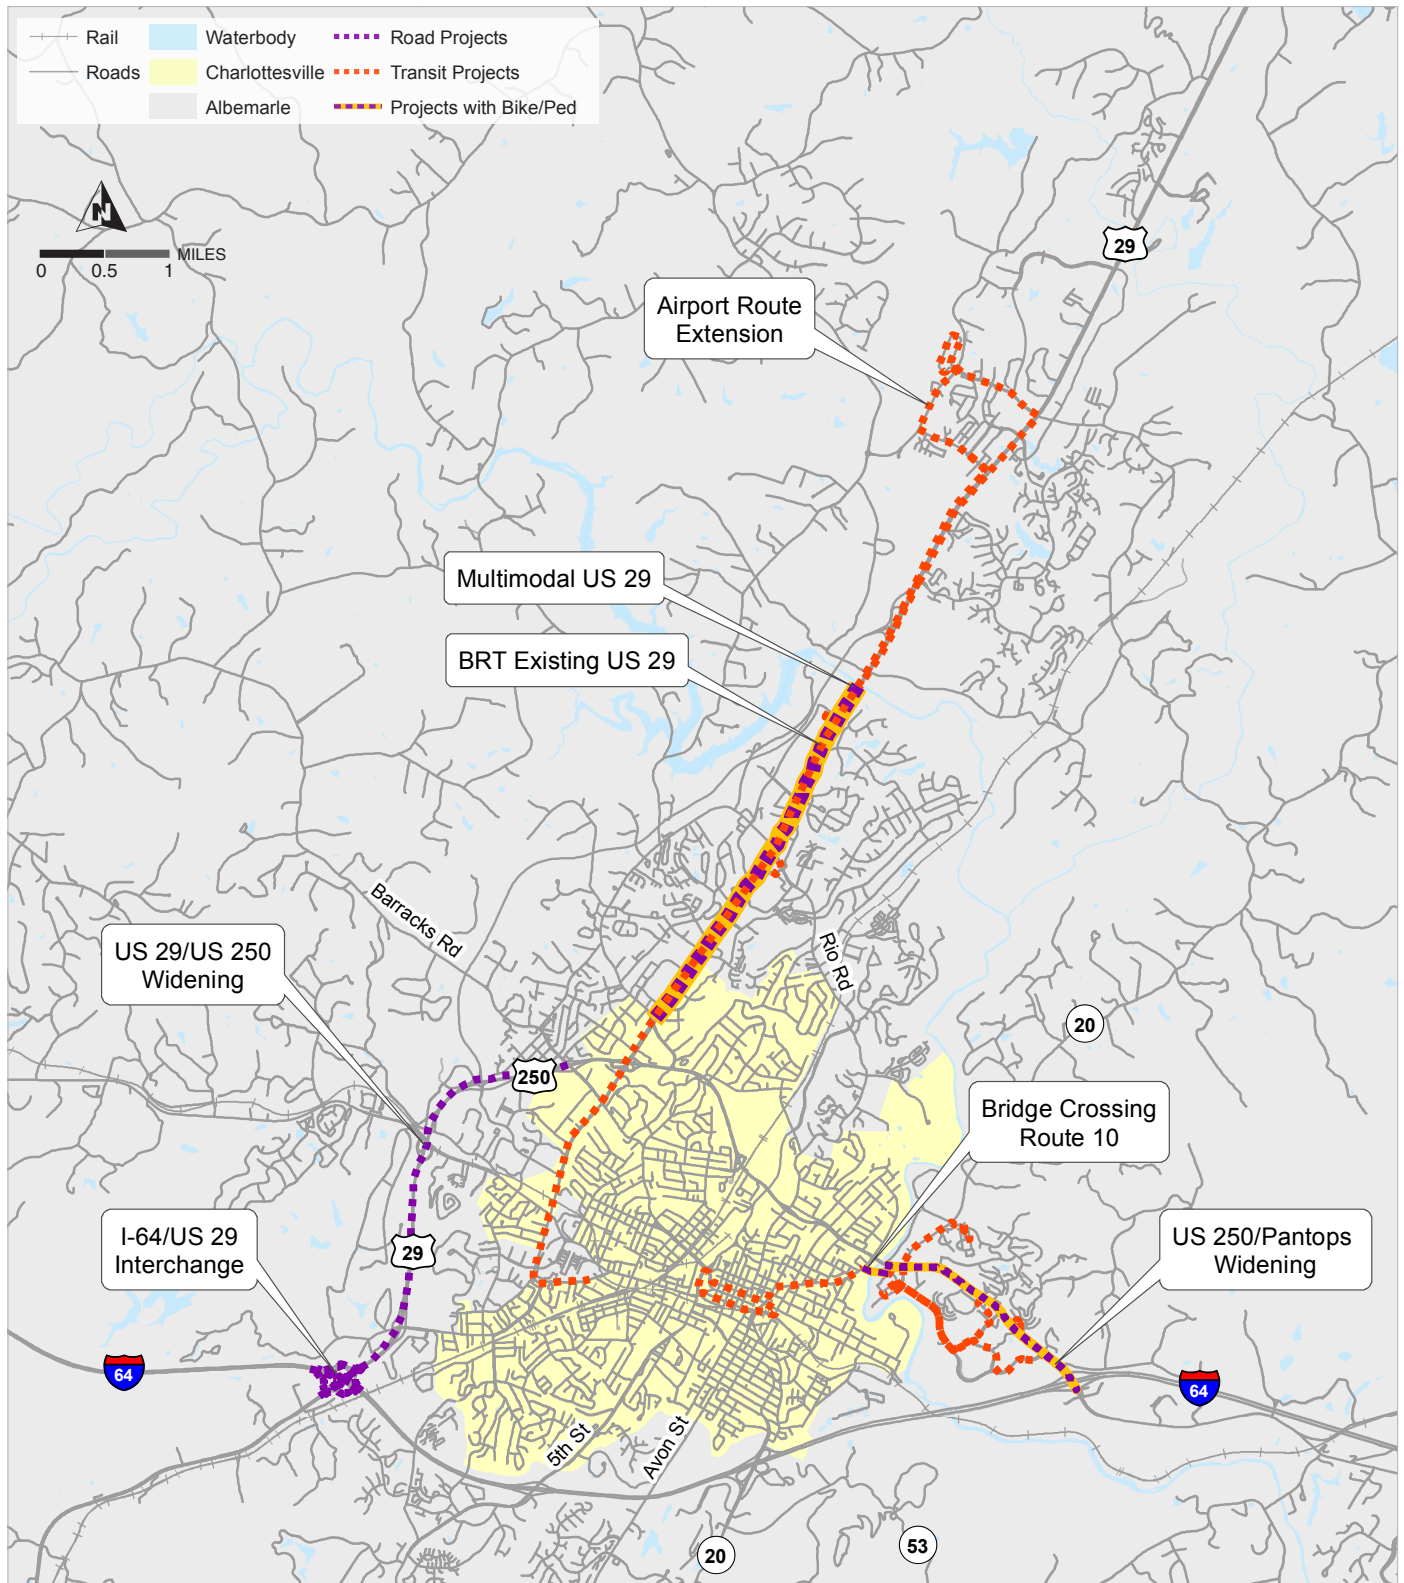 Rail
Waterbody
Road Projects
Roads
Charlottesville
Transit Projects
Albemarle
Projects with Bike/Ped
N
MILES
0 0.5 1
29
Airport Route
Extension
Multimodal US 29
BRT Existing US 29
Barracks Rd
US 29/US 250
Widening
Rio Rd
20
250
Bridge Crossing
Route 10
I-64/US 29
Interchange
29
US 250/Pantops
Widening
64
64
5th St
Avon St
20
53